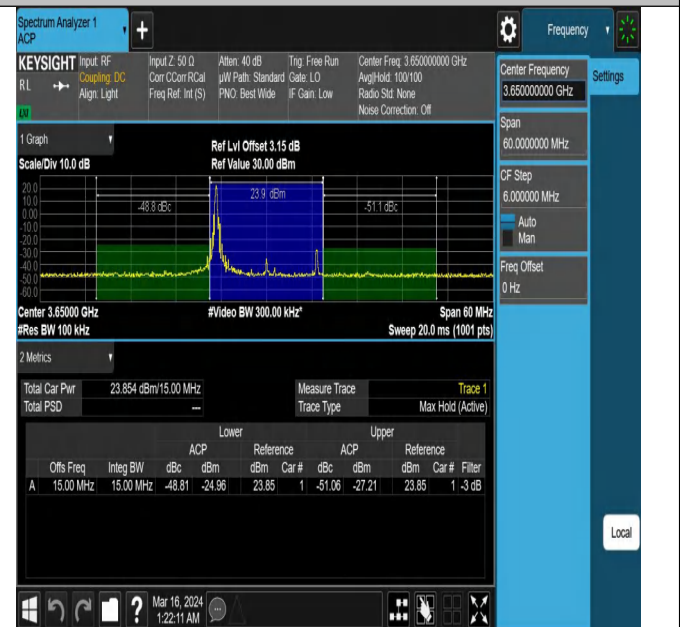 Spectrum Analyzer 1
ACP
+
Frequency
KEYSIGHT Input: RF Input Z: 50 Ω Atten: 40 dB Trig: Free Run Center Freq: 3.650000000 GHz
RL Coupling: DC Corr CCorr RCal µW Path: Standard Gate: LO Avg|Hold: 100/100
Align: Light Freq Ref: Int (S) PNO: Best Wide IF Gain: Low Radio Std: None
Noise Correction: Off
Center Frequency
3.650000000 GHz
Settings
Span
60.0000000 MHz
CF Step
6.000000 MHz
Auto
Man
Freq Offset
0 Hz
Local
1 Graph
Scale/Div 10.0 dB
Ref Lvl Offset 3.15 dB
Ref Value 30.00 dBm
20.0
10.0
0.00
-10.0
-20.0
-30.0
-40.0
-50.0
-60.0
-48.8 dBc
23.9 dBm
-51.1 dBc
Center 3.65000 GHz #Video BW 300.00 kHz* Span 60 MHz
#Res BW 100 kHz Sweep 20.0 ms (1001 pts)
2 Metrics
Total Car Pwr 23.854 dBm/15.00 MHz Measure Trace Trace 1
Total PSD --- Trace Type Max Hold (Active)
Lower Upper
ACP Reference ACP Reference
Offs Freq Integ BW dBc dBm dBm Car # dBc dBm dBm Car # Filter
A 15.00 MHz 15.00 MHz -48.81 -24.96 23.85 1 -51.06 -27.21 23.85 1 -3 dB
?
Mar 16, 2024
1:22:11 AM